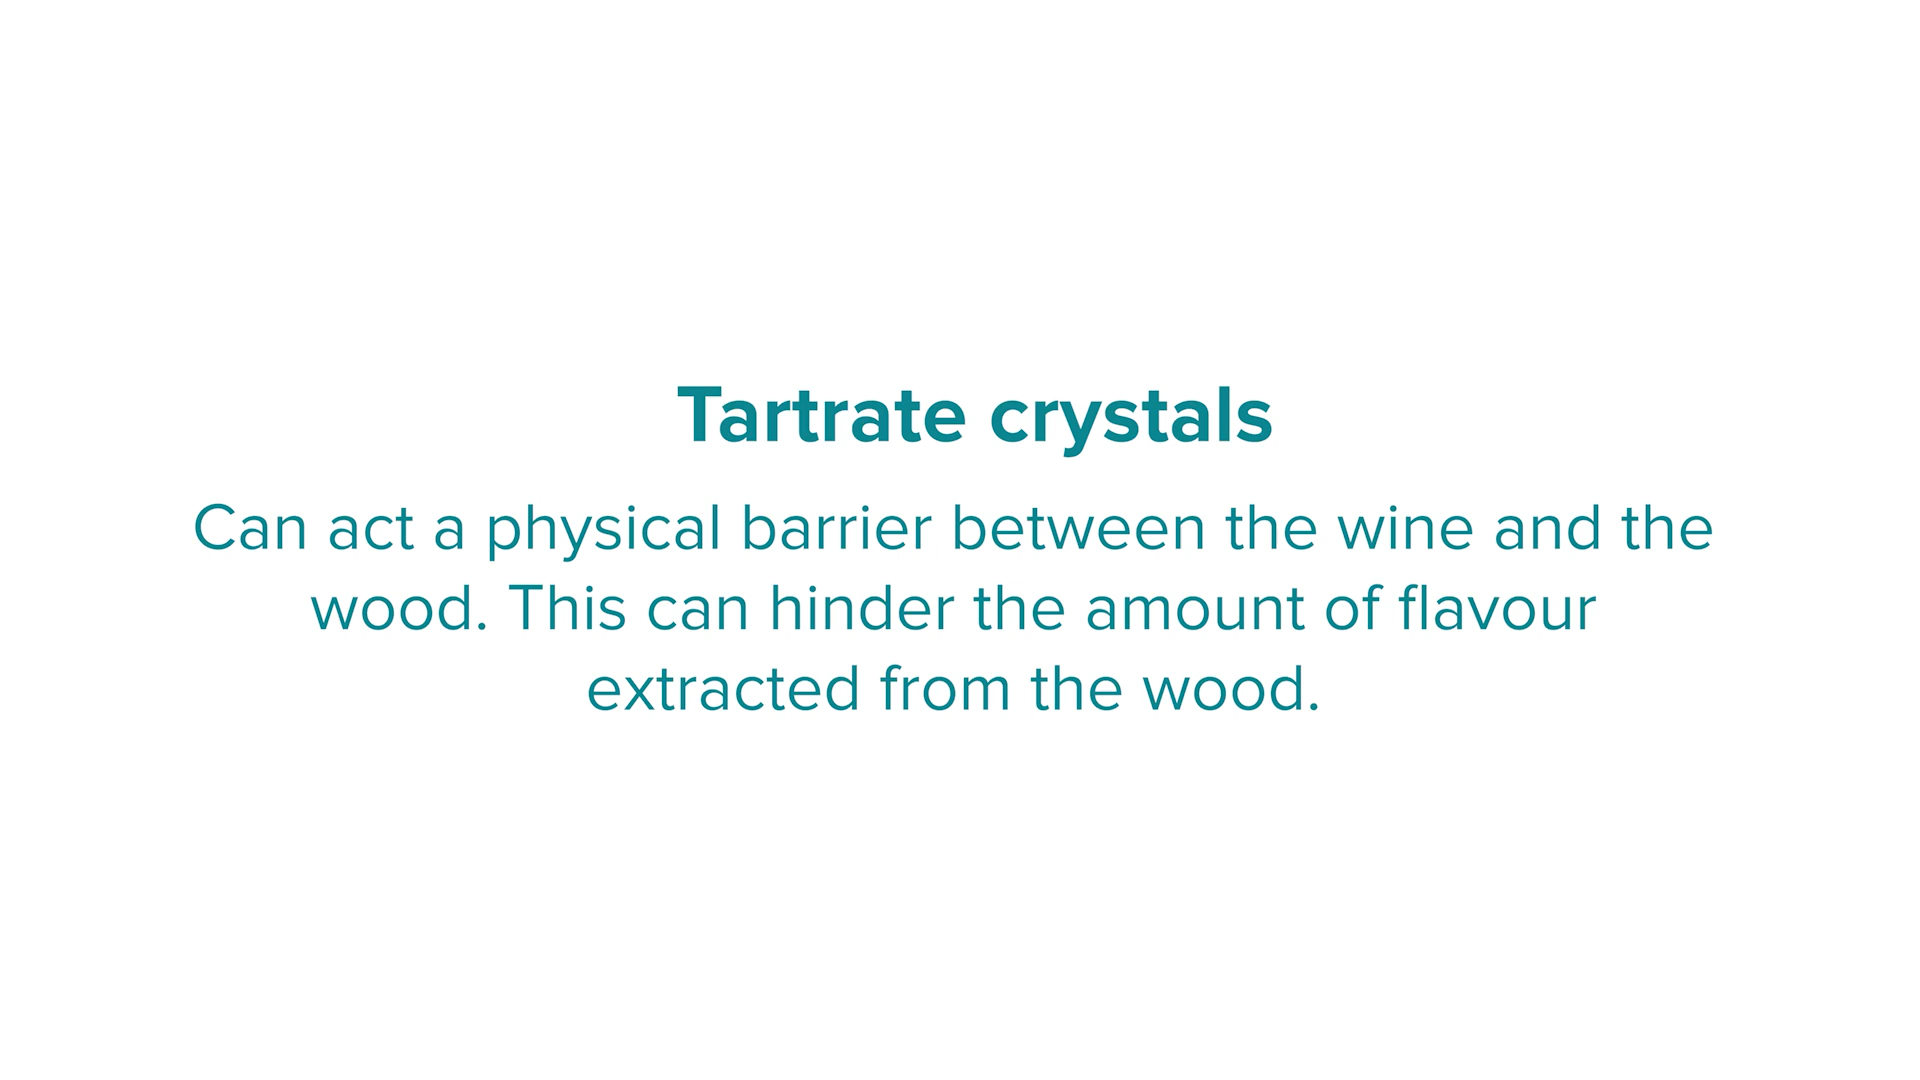 Tartrate crystals
Can act a physical barrier between the wine and the
wood. This can hinder the amount of flavour
extracted from the wood.